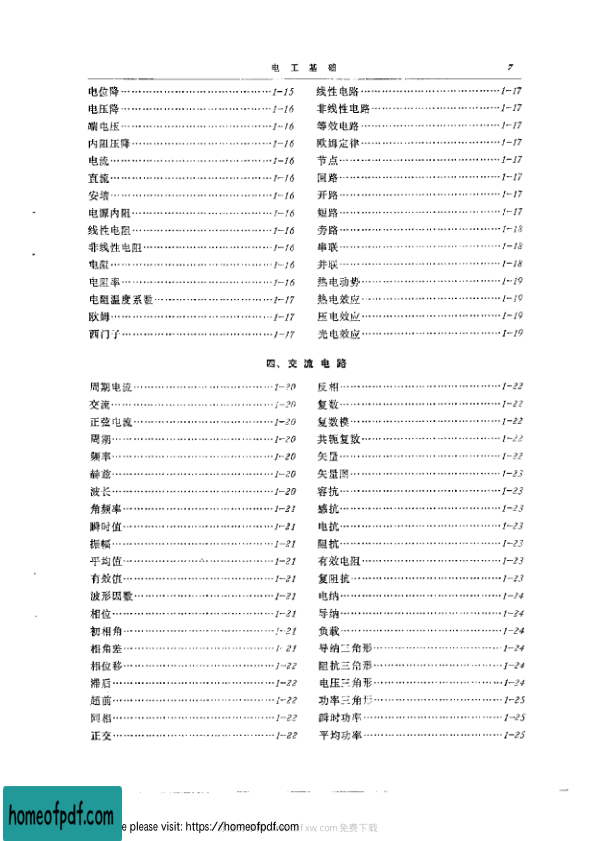 电 工 基 础 7
电位降 1-15
电压降 1-16
端电压 1-16
内阻压降 1-16
电流 1-16
直流 1-16
安培 1-16
电源内阻 1-16
线性电阻 1-16
非线性电阻 1-16
电阻 1-16
电阻率 1-16
电阻温度系数 1-17
欧姆 1-17
西门子 1-17
线性电路 1-17
非线性电路 1-17
等效电路 1-17
欧姆定律 1-17
节点 1-17
回路 1-17
开路 1-17
短路 1-17
旁路 1-18
串联 1-18
并联 1-18
热电动势 1-19
热电效应 1-19
压电效应 1-19
光电效应 1-19
四、交 流 电 路
周期电流 1-20
交流 1-20
正弦电流 1-20
周期 1-20
频率 1-20
赫兹 1-20
波长 1-20
角频率 1-21
瞬时值 1-21
振幅 1-21
平均值 1-21
有效值 1-21
波形因数 1-21
相位 1-21
初相角 1-21
相角差 1-21
相位移 1-22
滞后 1-22
超前 1-22
同相 1-22
正交 1-22
反相 1-22
复数 1-22
复数模 1-22
共轭复数 1-22
矢量 1-22
矢量图 1-23
容抗 1-23
感抗 1-23
电抗 1-23
阻抗 1-23
有效电阻 1-23
复阻抗 1-23
电纳 1-24
导纳 1-24
负载 1-24
导纳三角形 1-24
阻抗三角形 1-24
电压三角形 1-24
功率三角形 1-25
瞬时功率 1-25
平均功率 1-25
homeofpdf.com
e please visit: https://homeofpdf.com
fxw.com 免费下载